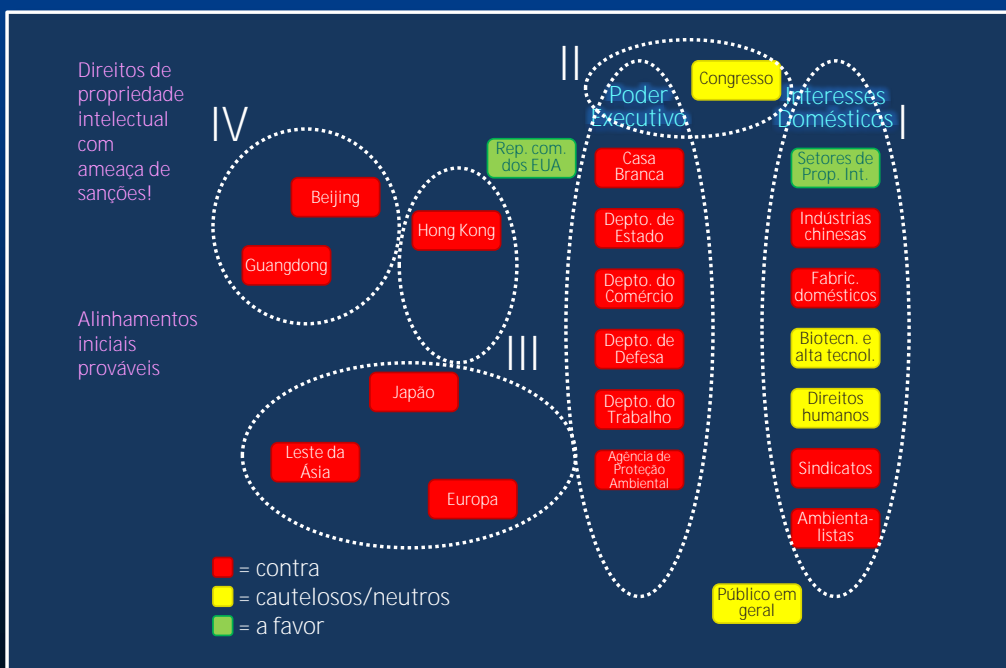 Direitos de
propriedade
intelectual
com
ameaça de
sanções!
Alinhamentos
iniciais
prováveis
IV
Beijing
Guangdong
Hong Kong
III
Japão
Leste da
Ásia
Europa
Rep. com.
dos EUA
II
Congresso
Poder
Executivo
Casa
Branca
Depto. de
Estado
Depto. do
Comércio
Depto. de
Defesa
Depto. do
Trabalho
Agência de
Proteção
Ambiental
Interesses
Domésticos
I
Setores de
Prop. Int.
Indústrias
chinesas
Fabric.
domésticos
Biotecn. e
alta tecnol.
Direitos
humanos
Sindicatos
Ambienta-
listas
Público em
geral
= contra
= cautelosos/neutros
= a favor